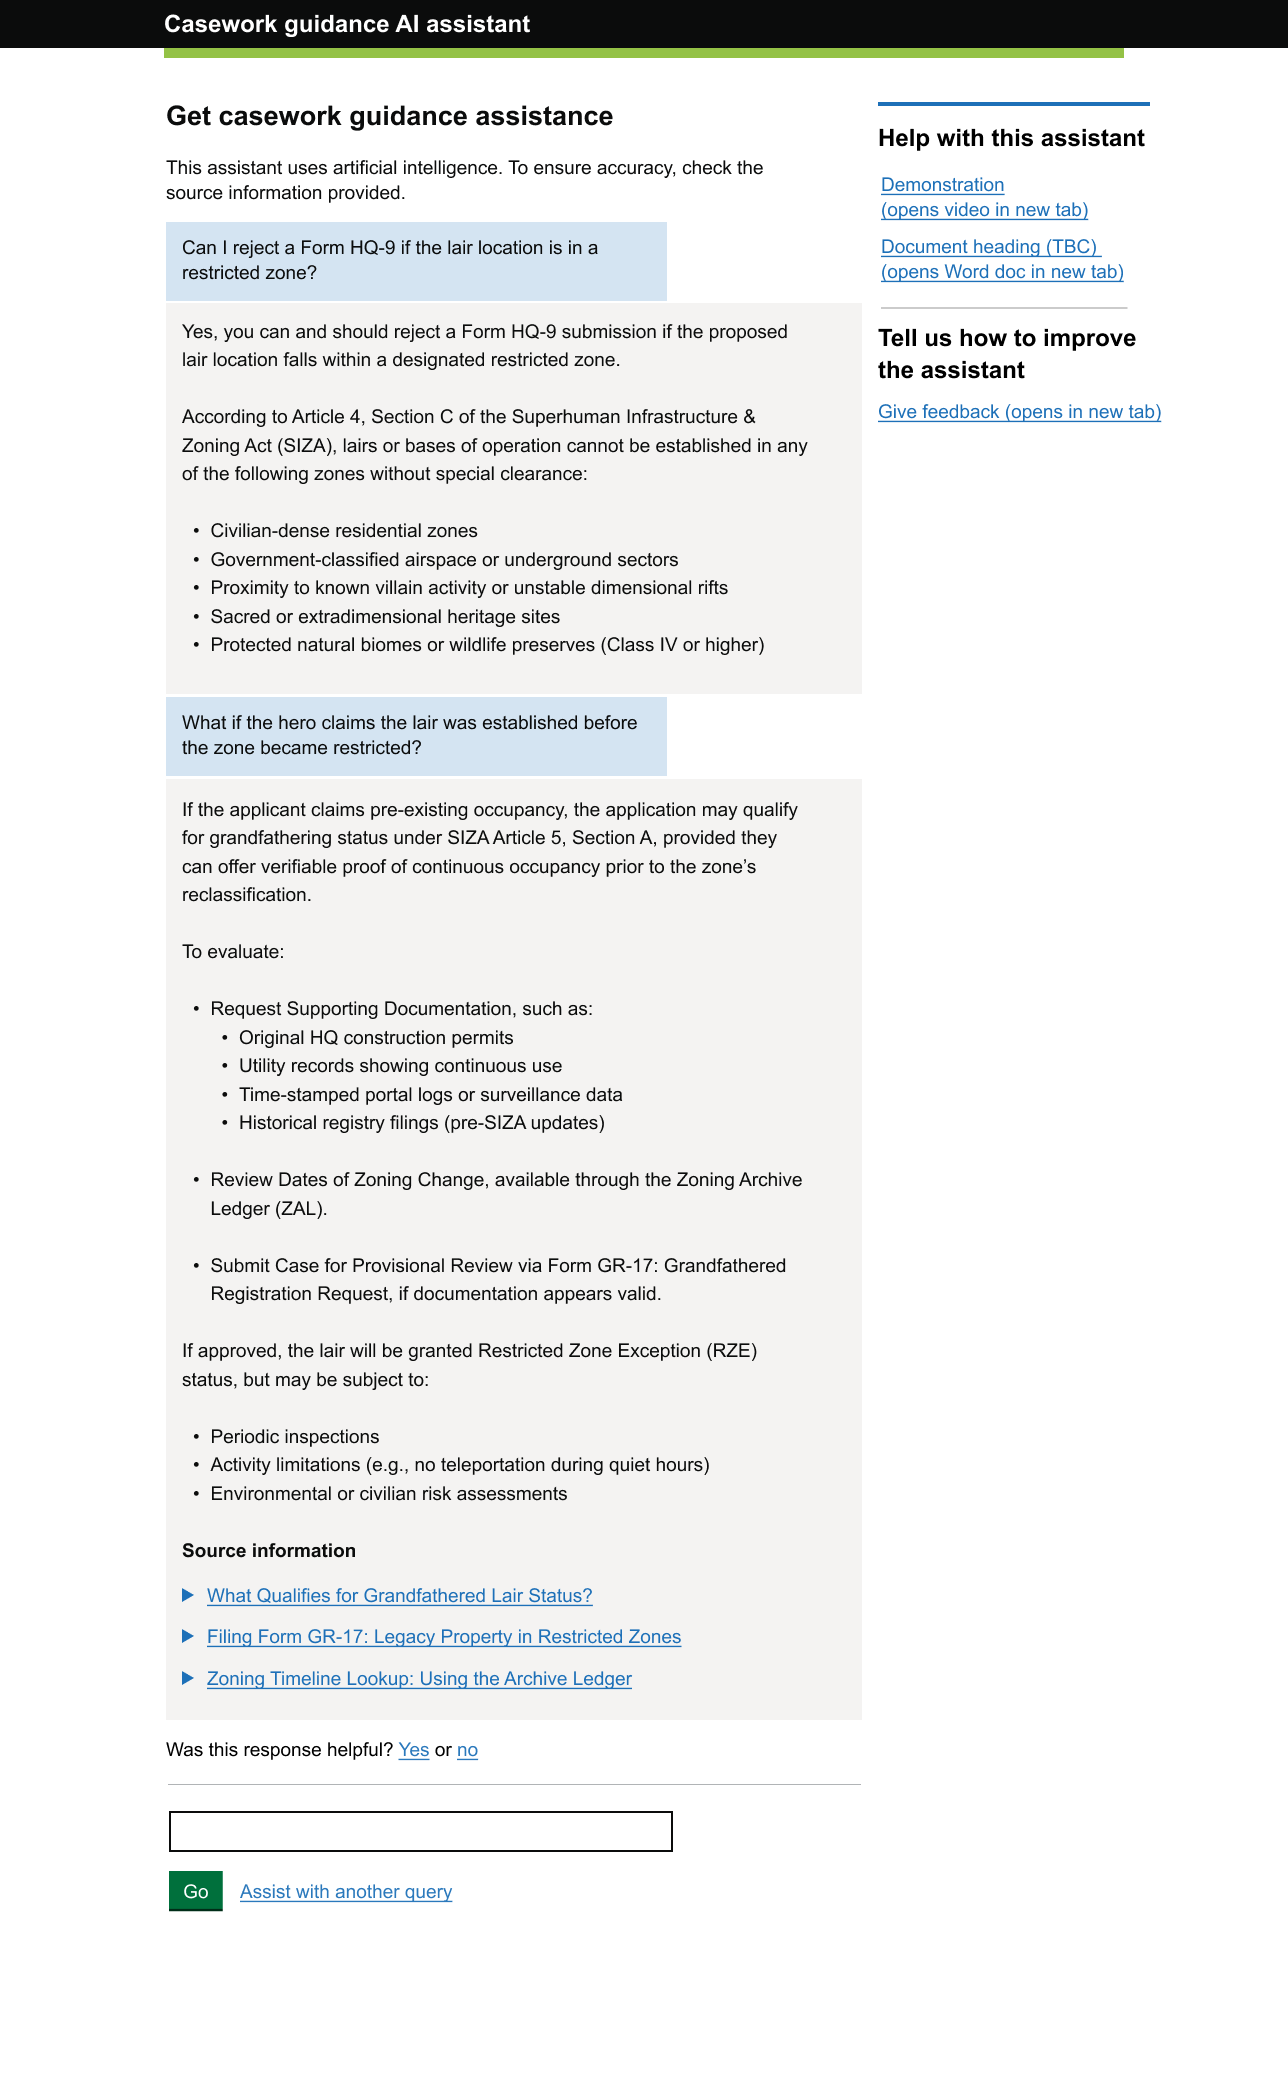 Casework guidance AI assistant
Get casework guidance assistance
This assistant uses artificial intelligence. To ensure accuracy, check the
source information provided.
Can I reject a Form HQ-9 if the lair location is in a
restricted zone?
Yes, you can and should reject a Form HQ-9 submission if the proposed
lair location falls within a designated restricted zone.
According to Article 4, Section C of the Superhuman Infrastructure &
Zoning Act (SIZA), lairs or bases of operation cannot be established in any
of the following zones without special clearance:
• Civilian-dense residential zones
• Government-classified airspace or underground sectors
• Proximity to known villain activity or unstable dimensional rifts
• Sacred or extradimensional heritage sites
• Protected natural biomes or wildlife preserves (Class IV or higher)
What if the hero claims the lair was established before
the zone became restricted?
If the applicant claims pre-existing occupancy, the application may qualify
for grandfathering status under SIZA Article 5, Section A, provided they
can offer verifiable proof of continuous occupancy prior to the zone’s
reclassification.
To evaluate:
• Request Supporting Documentation, such as:
• Original HQ construction permits
• Utility records showing continuous use
• Time-stamped portal logs or surveillance data
• Historical registry filings (pre-SIZA updates)
• Review Dates of Zoning Change, available through the Zoning Archive
Ledger (ZAL).
• Submit Case for Provisional Review via Form GR-17: Grandfathered
Registration Request, if documentation appears valid.
If approved, the lair will be granted Restricted Zone Exception (RZE)
status, but may be subject to:
• Periodic inspections
• Activity limitations (e.g., no teleportation during quiet hours)
• Environmental or civilian risk assessments
Source information
What Qualifies for Grandfathered Lair Status?
Filing Form GR-17: Legacy Property in Restricted Zones
Zoning Timeline Lookup: Using the Archive Ledger
Was this response helpful? Yes or no
Go Assist with another query
Help with this assistant
Demonstration
(opens video in new tab)
Document heading (TBC)
(opens Word doc in new tab)
Tell us how to improve
the assistant
Give feedback (opens in new tab)